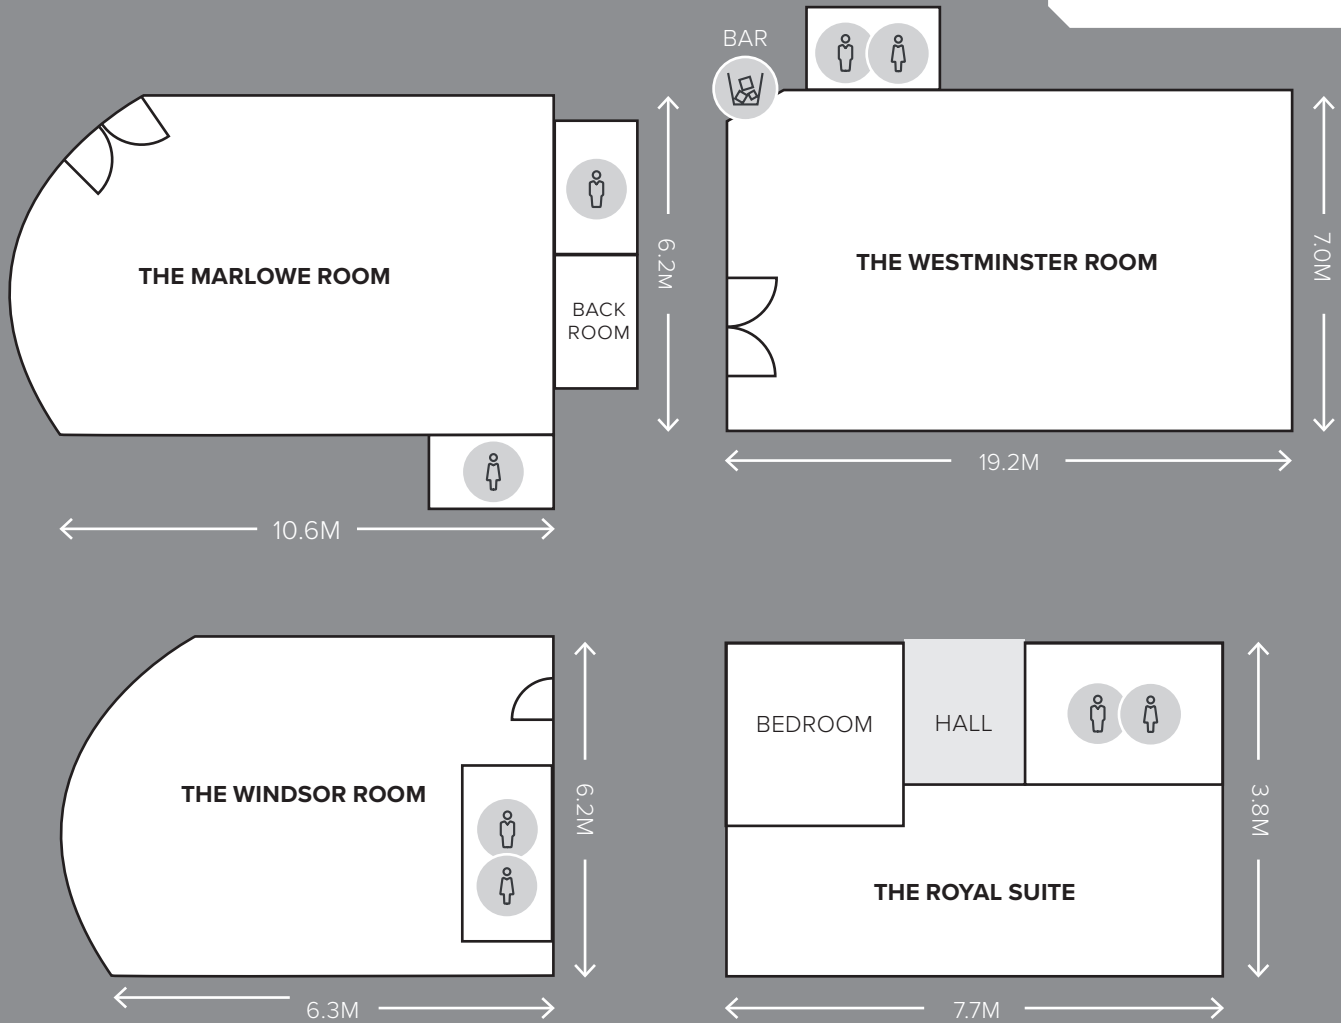 BAR
THE MARLOWE ROOM
BACK
ROOM
6.2M
10.6M
THE WESTMINSTER ROOM
7.0M
19.2M
THE WINDSOR ROOM
6.2M
6.3M
BEDROOM
HALL
THE ROYAL SUITE
3.8M
7.7M